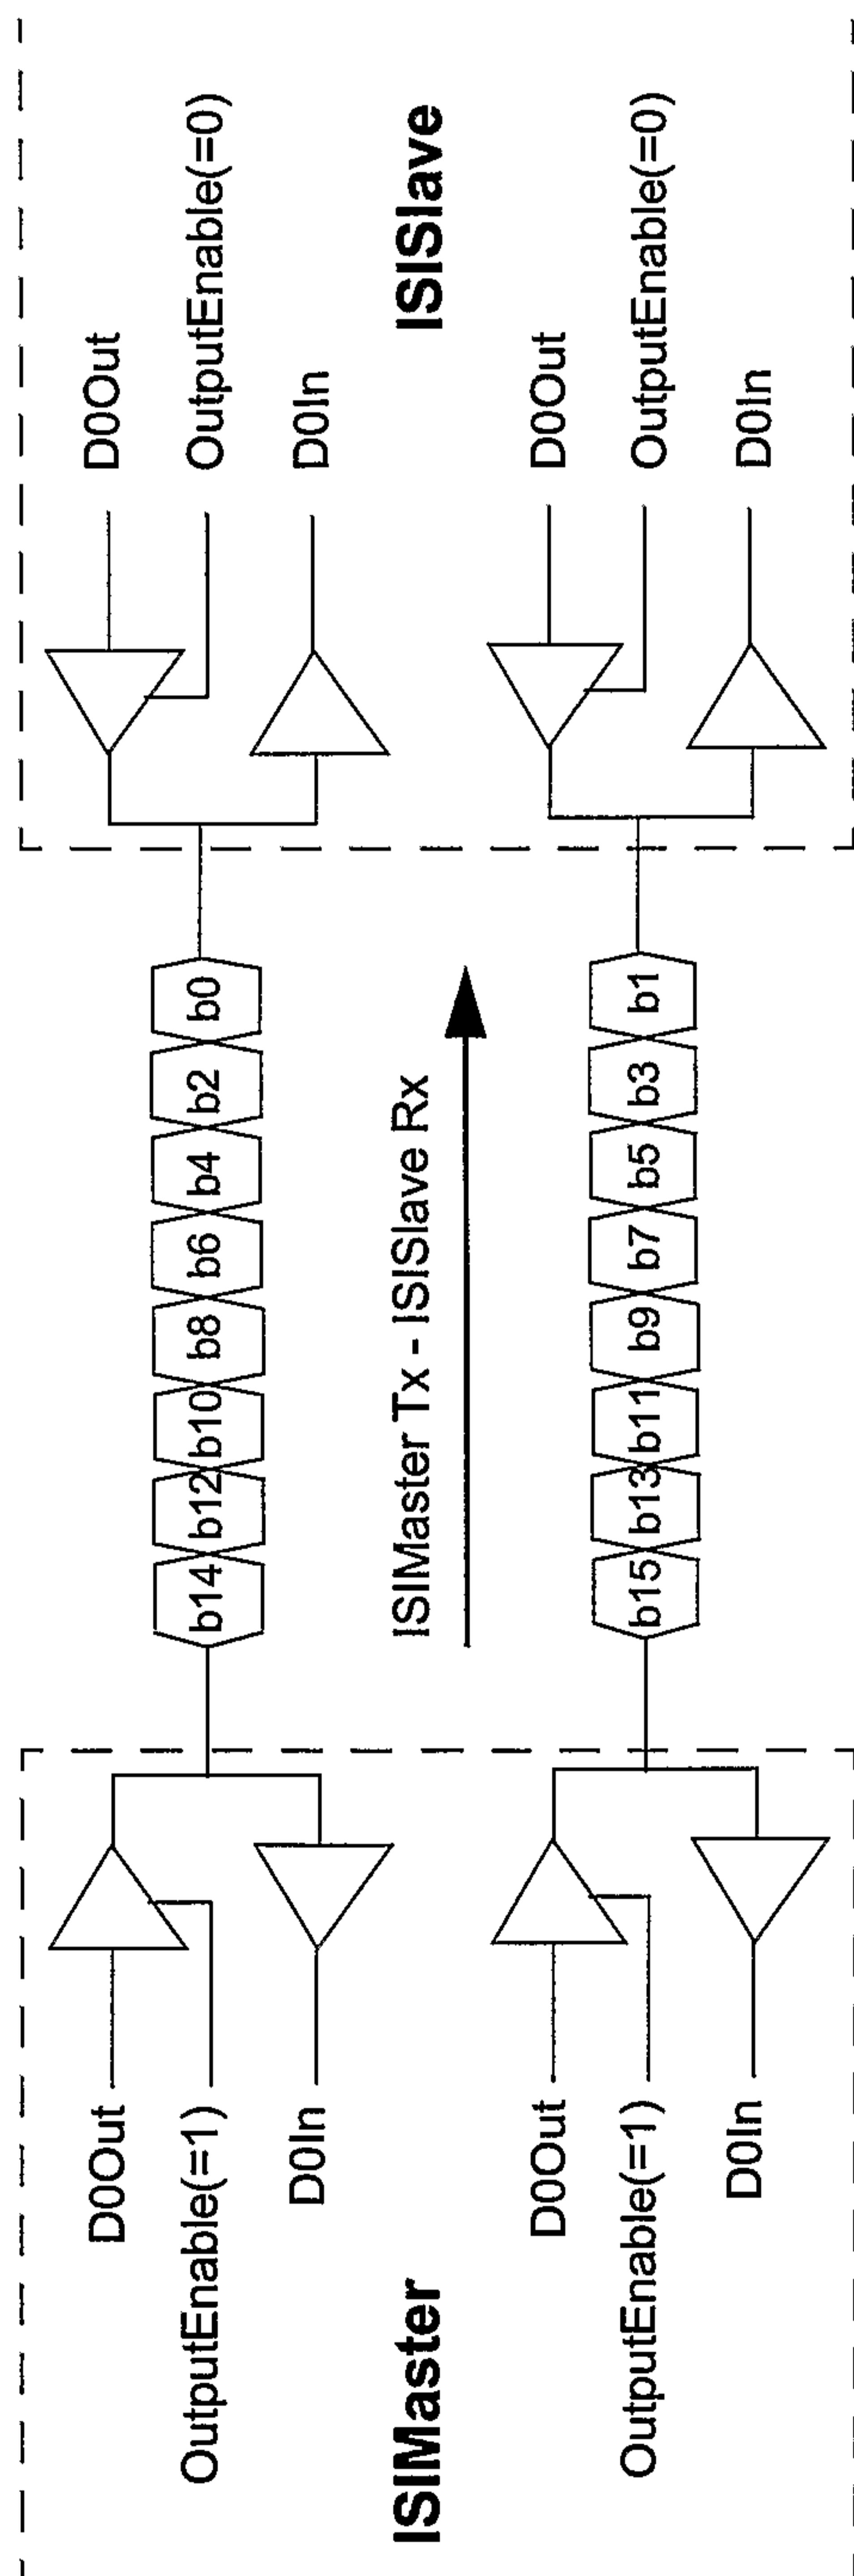 D0Out
OutputEnable(=1)
D0In
ISIMaster
D0Out
OutputEnable(=1)
D0In
b14 b12 b10 b8 b6 b4 b2 b0
ISIMaster Tx - ISISlave Rx
b15 b13 b11 b9 b7 b5 b3 b1
D0Out
OutputEnable(=0)
D0In
ISISlave
D0Out
OutputEnable(=0)
D0In